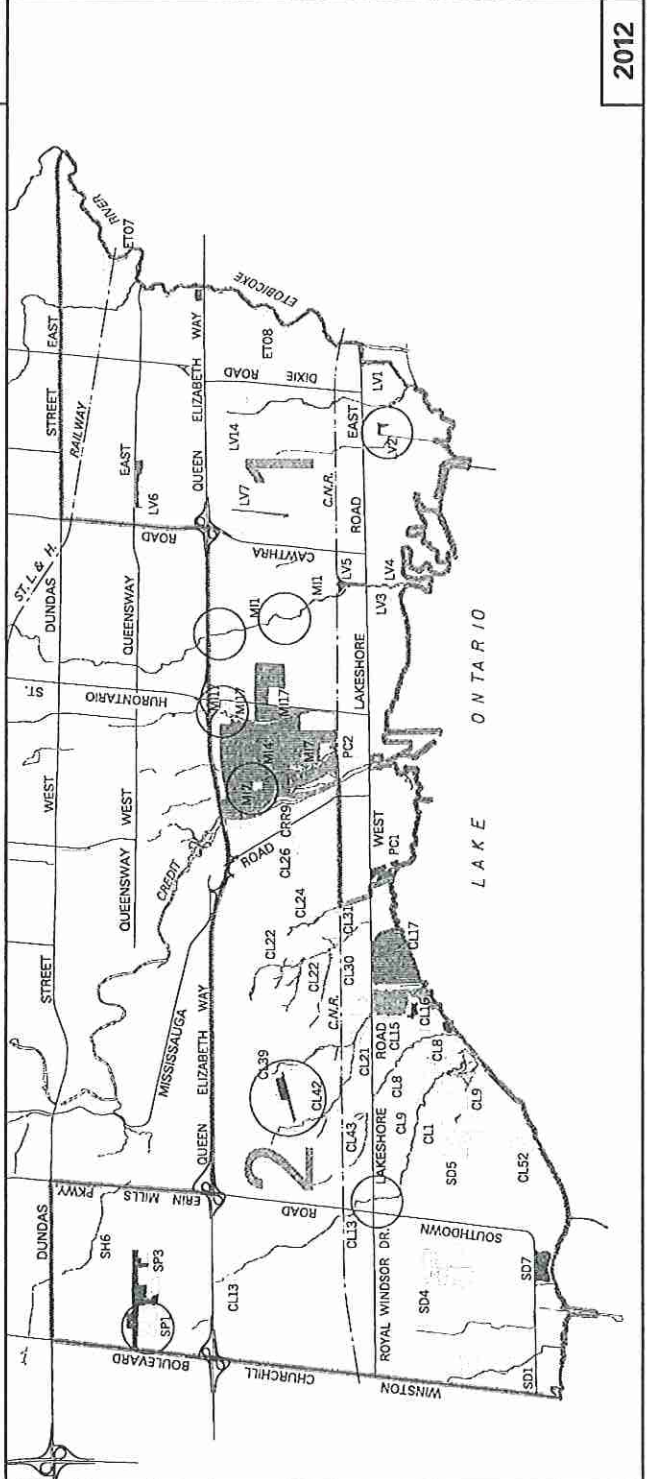 2012
RIVER
ET07
STREET EAST
RAILWAY
ST. L. & H.
DUNDAS
STREET WEST
DUNDAS
QUEENSWAY EAST
ROAD
LV6
QUEENSWAY WEST
HURONTARIO ST.
CREDIT
MISSISSAUGA ROAD
QUEEN ELIZABETH WAY
QUEEN ELIZABETH WAY
ERIN MILLS PKWY.
SH6
SP3
SP1
WINSTON CHURCHILL BOULEVARD
ETOBICOKE
ET08
DIXIE ROAD
LV14
LV7
1
CAWTHRA
C.N.R.
LV1
LV2
LAKESHORE ROAD EAST
LV5
LV4
LV3
MI1
MI1
MI17
MI17
MI4
MI7
MI2
CRR9
PC2
CL26
CL24
CL22
CL22
CL31
CL30
C.N.R.
CL39
CL42
2
CL21
CL43
CL13
CL13
LAKESHORE ROAD WEST
PC1
CL17
CL16
CL15
CL8
CL8
CL9
CL9
CL1
SD5
CL52
SOUTHDOWN ROAD
ROYAL WINDSOR DR.
SD4
SD7
SD1
LAKE ONTARIO